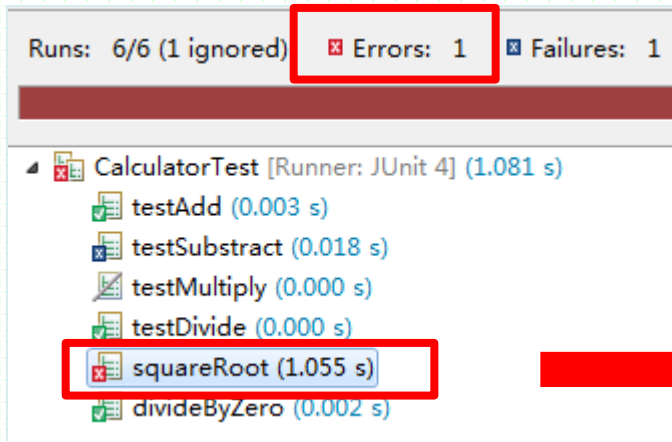 Runs: 6/6 (1 ignored) Errors: 1 Failures: 1
CalculatorTest [Runner: JUnit 4] (1.081 s)
testAdd (0.003 s)
testSubstract (0.018 s)
testMultiply (0.000 s)
testDivide (0.000 s)
squareRoot (1.055 s)
divideByZero (0.002 s)